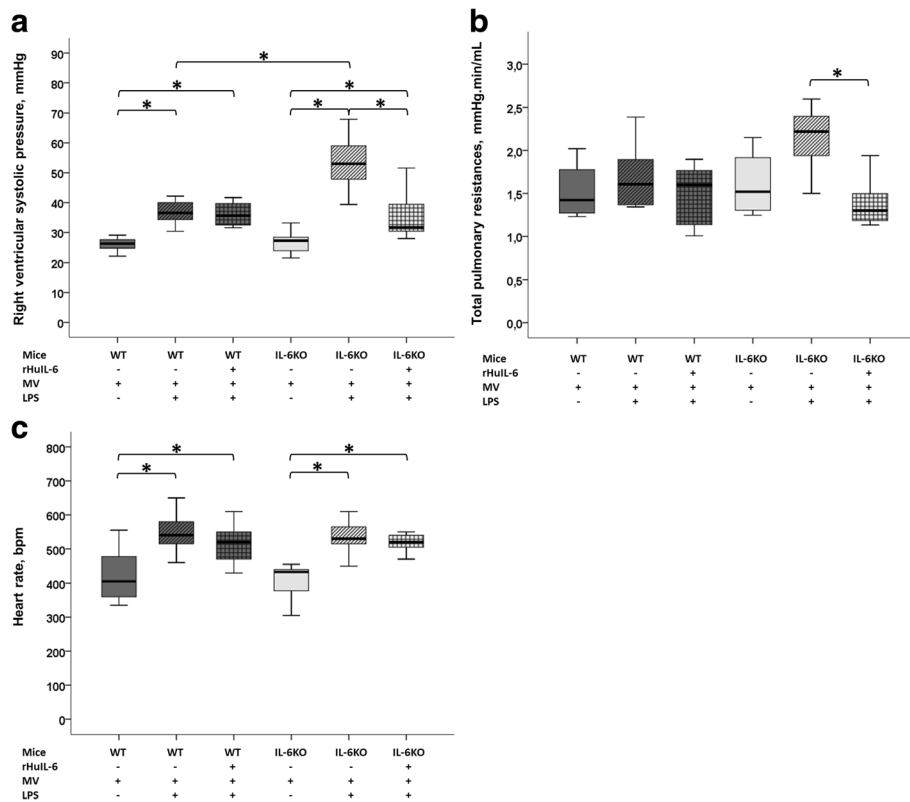 a
Right ventricular systolic pressure, mmHg
90
80
70
60
50
40
30
20
10
0
* * * * * * *
Mice WT WT WT IL-6KO IL-6KO IL-6KO
rHuIL-6 - - + - - +
MV + + + + + +
LPS - + + - + +
b
Total pulmonary resistances, mmHg.min/mL
3,0
2,5
2,0
1,5
1,0
0,5
0,0
*
Mice WT WT WT IL-6KO IL-6KO IL-6KO
rHuIL-6 - - + - - +
MV + + + + + +
LPS - + + - + +
c
Heart rate, bpm
800
700
600
500
400
300
200
100
0
* * * *
Mice WT WT WT IL-6KO IL-6KO IL-6KO
rHuIL-6 - - + - - +
MV + + + + + +
LPS - + + - + +